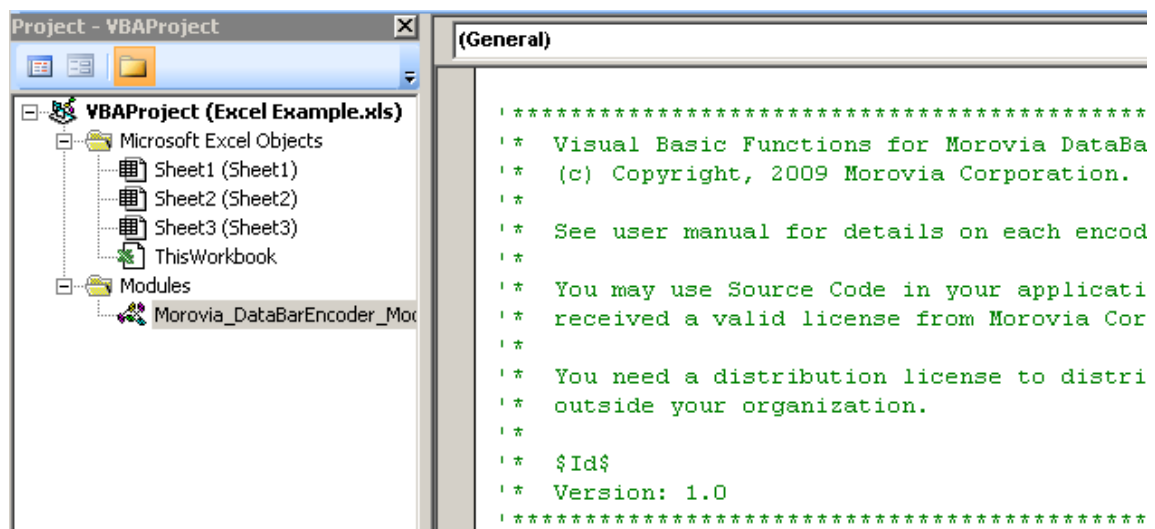 Project - VBAProject
VBAProject (Excel Example.xls)
Microsoft Excel Objects
Sheet1 (Sheet1)
Sheet2 (Sheet2)
Sheet3 (Sheet3)
ThisWorkbook
Modules
Morovia_DataBarEncoder_Mod
(General)
'********************************************
'* Visual Basic Functions for Morovia DataBa
'* (c) Copyright, 2009 Morovia Corporation.
'*
'* See user manual for details on each encod
'*
'* You may use Source Code in your applicati
'* received a valid license from Morovia Cor
'*
'* You need a distribution license to distri
'* outside your organization.
'*
'* $Id$
'* Version: 1.0
'********************************************